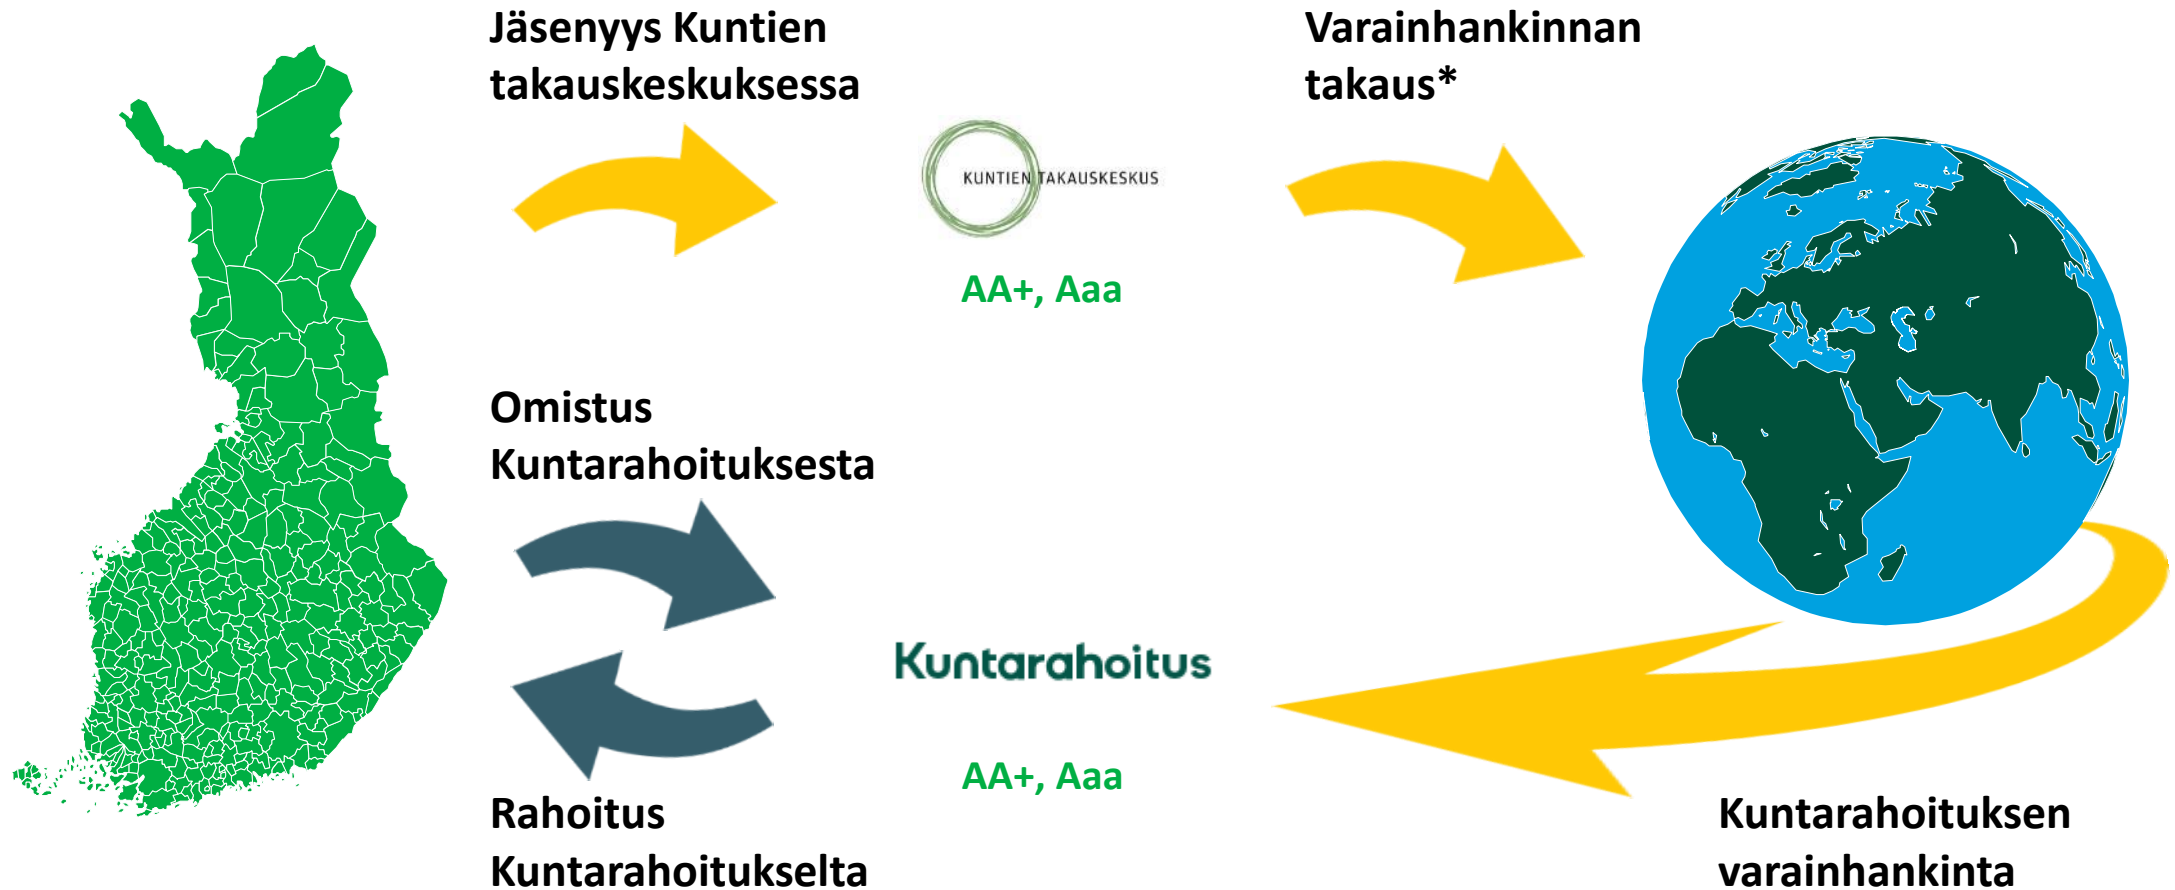 Jäsenyys Kuntien
takauskeskuksessa
Varainhankinnan
takaus*
KUNTIEN TAKAUSKESKUS
AA+, Aaa
Omistus
Kuntarahoituksesta
Kuntarahoitus
AA+, Aaa
Rahoitus
Kuntarahoitukselta
Kuntarahoituksen
varainhankinta